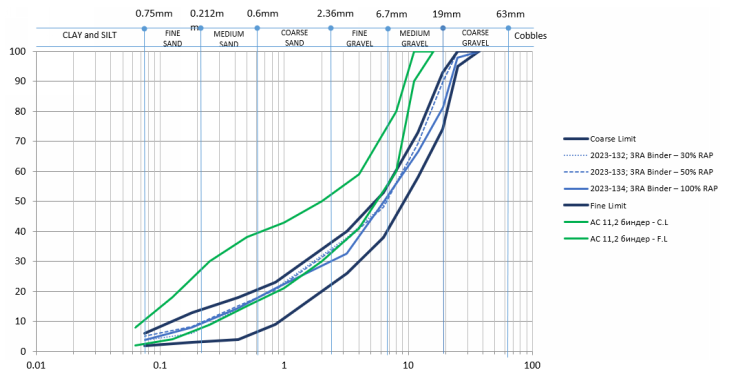 0.75mm 0.212m m 0.6mm 2.36mm 6.7mm 19mm 63mm
CLAY and SILT FINE SAND MEDIUM SAND COARSE SAND FINE GRAVEL MEDIUM GRAVEL COARSE GRAVEL Cobbles
100
90
80
70
60
50
40
30
20
10
0
0.01 0.1 1 10 100
Coarse Limit
2023-132; 3RA Binder – 30% RAP
2023-133; 3RA Binder – 50% RAP
2023-134; 3RA Binder – 100% RAP
Fine Limit
AC 11,2 биндер - C.L
AC 11,2 биндер - F.L